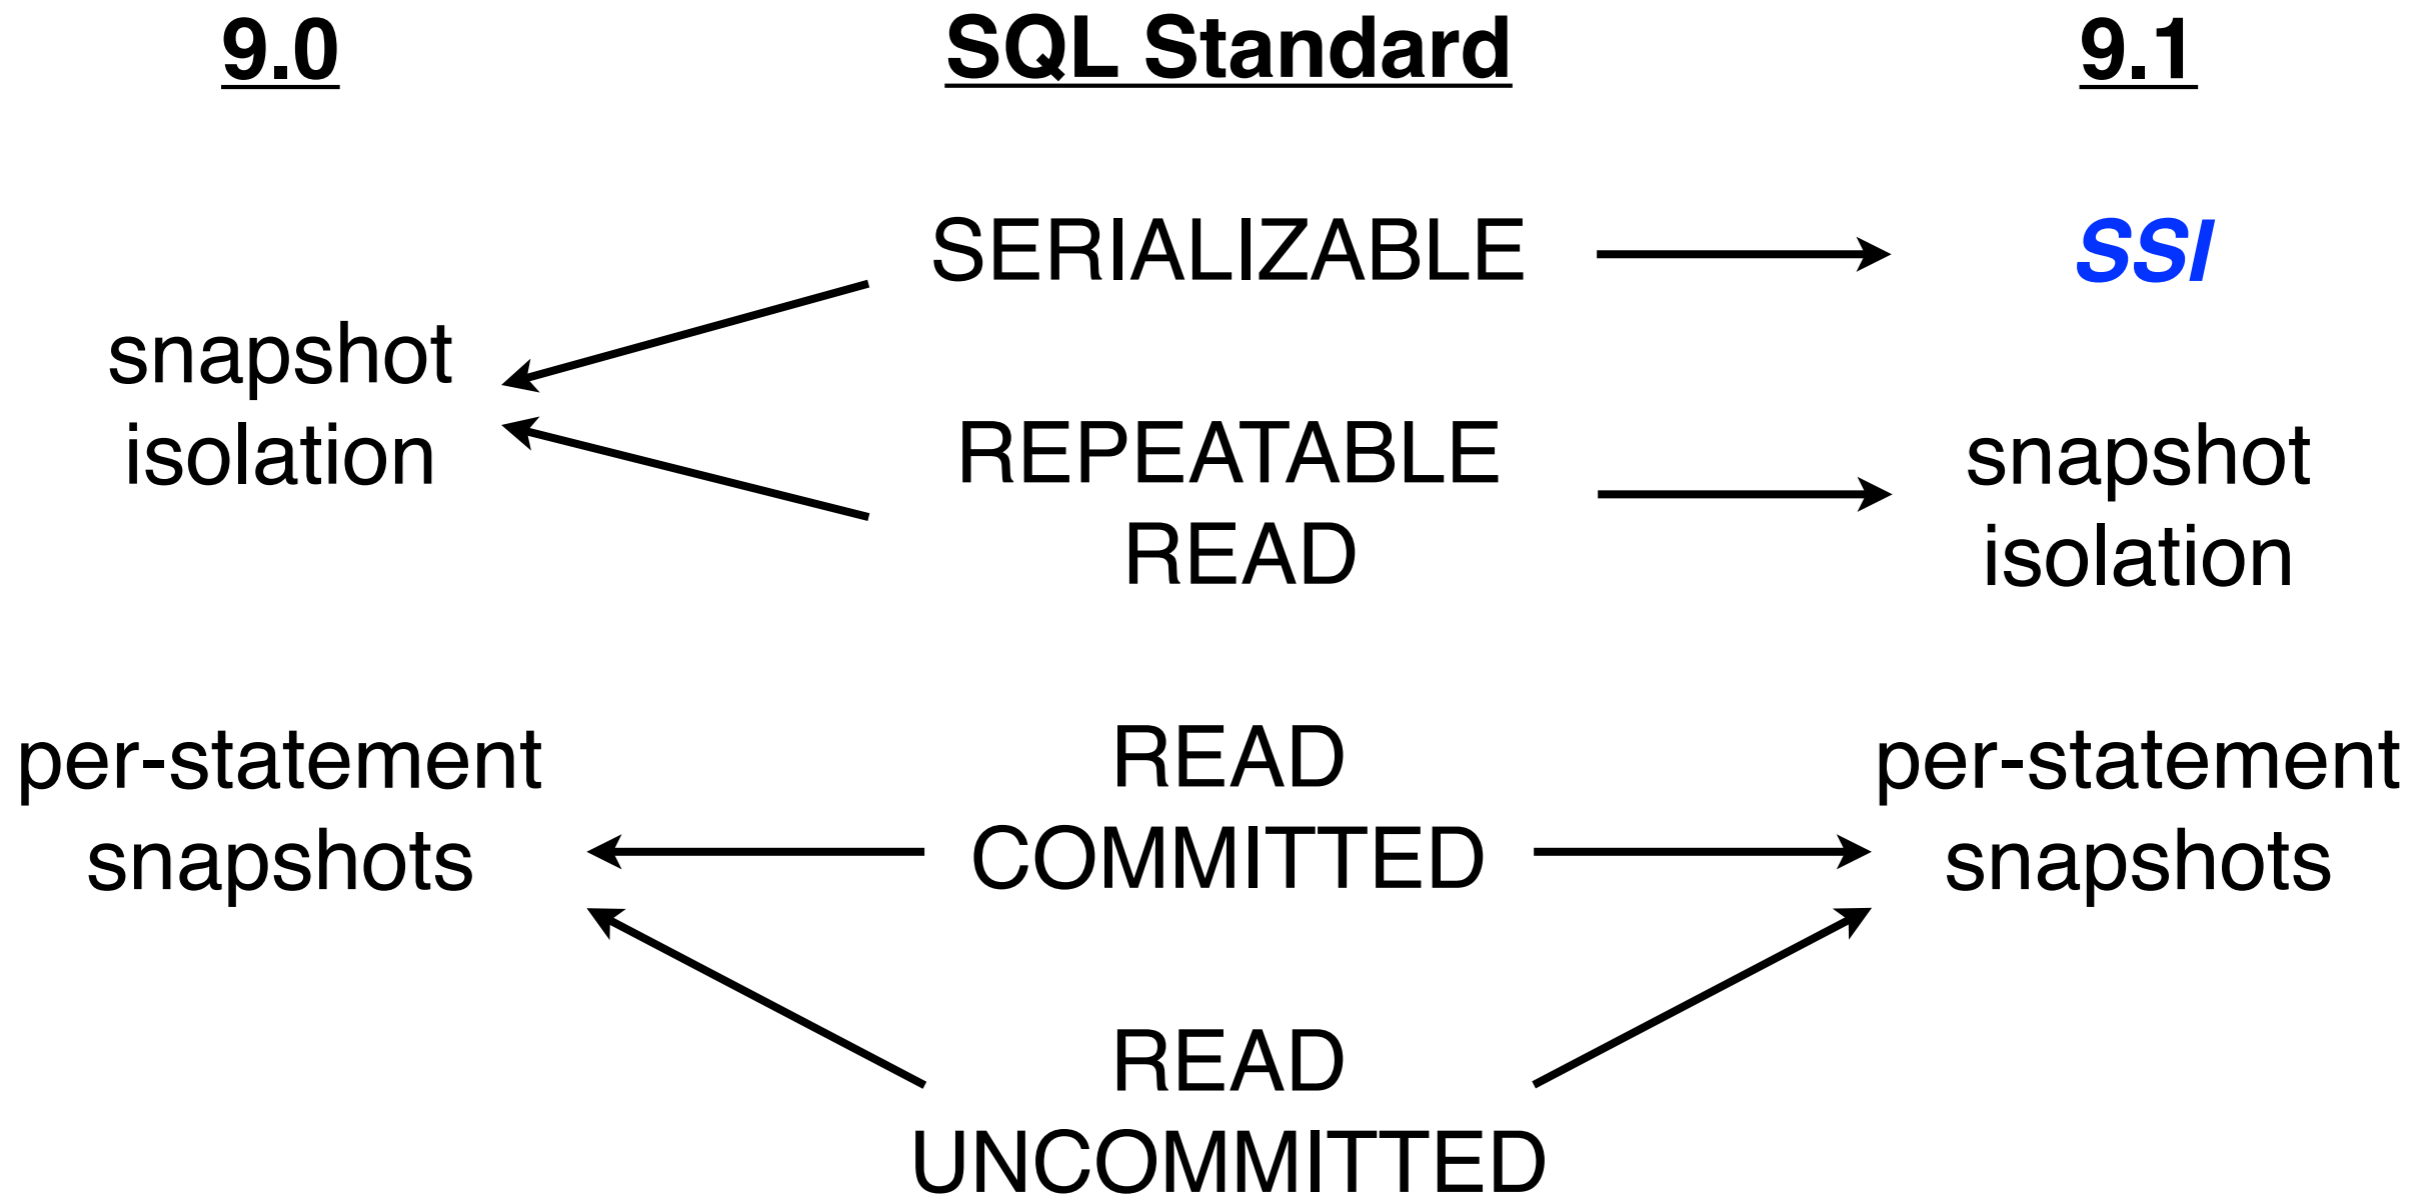 9.0
SQL Standard
9.1
SERIALIZABLE
SSI
snapshot
isolation
REPEATABLE
READ
snapshot
isolation
per-statement
snapshots
READ
COMMITTED
per-statement
snapshots
READ
UNCOMMITTED